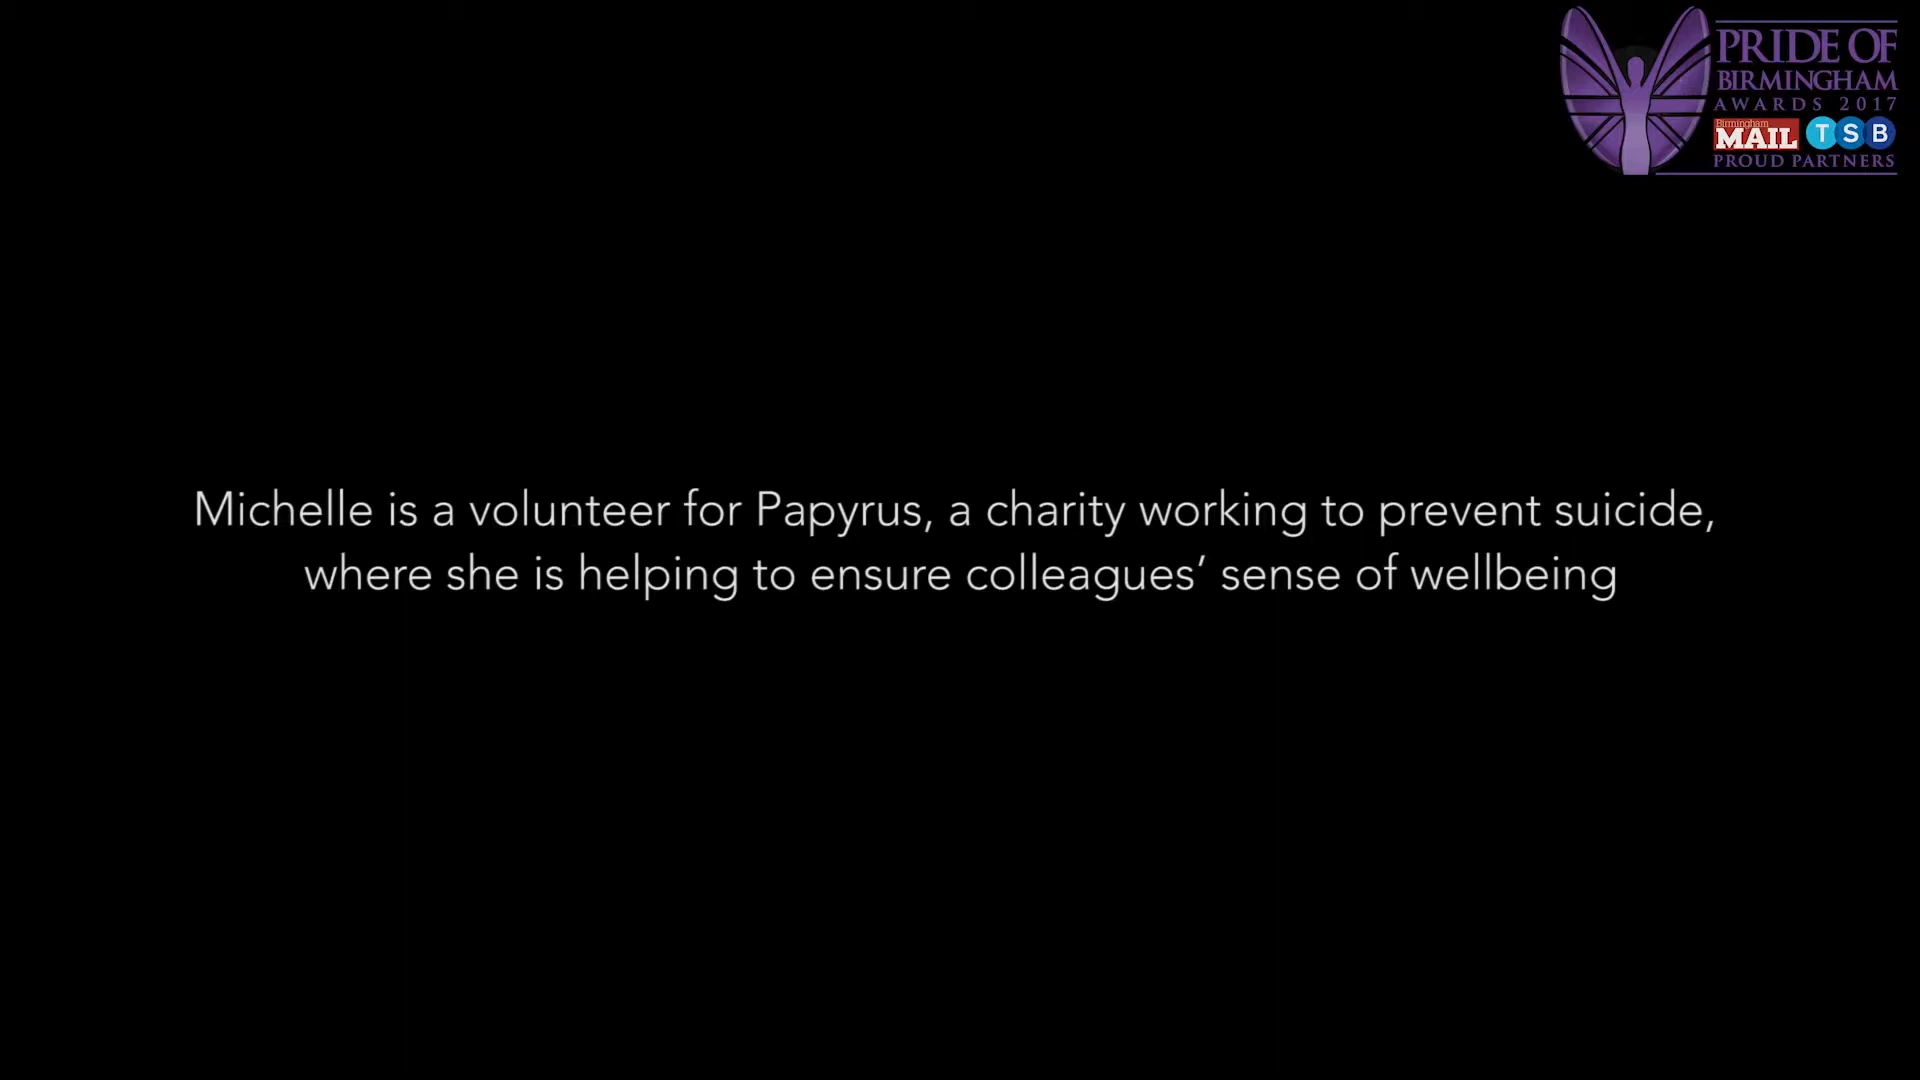 PRIDE OF
BIRMINGHAM
AWARDS 2017
Birmingham
MAIL TSB
PROUD PARTNERS
Michelle is a volunteer for Papyrus, a charity working to prevent suicide,
where she is helping to ensure colleagues’ sense of wellbeing